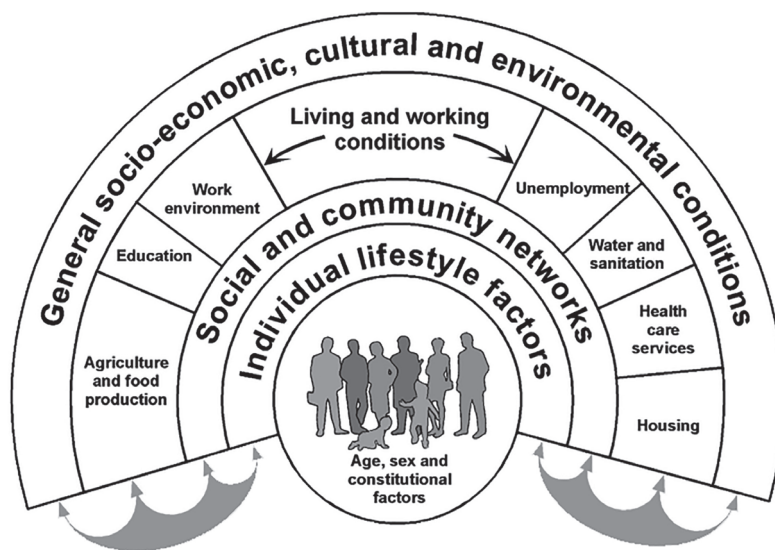 General socio-economic, cultural and environmental conditions
Living and working
conditions
Work
environment
Education
Agriculture
and food
production
Unemployment
Water and
sanitation
Health
care
services
Housing
Social and community networks
Individual lifestyle factors
Age, sex and
constitutional
factors